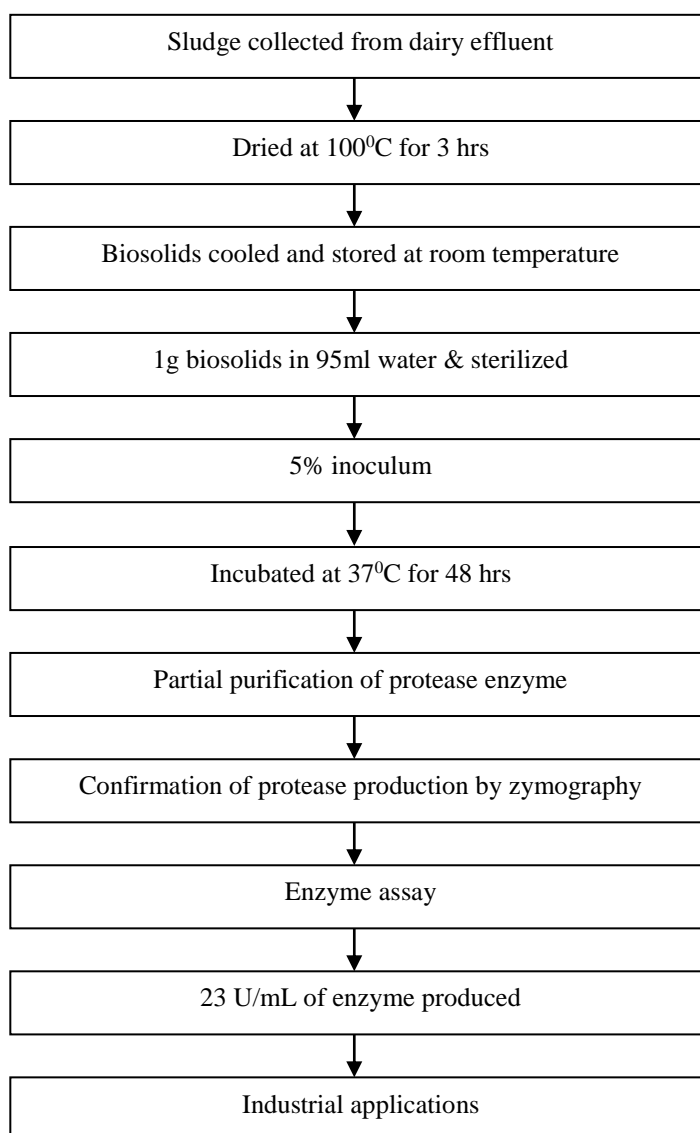 Sludge collected from dairy effluent
Dried at 100⁰C for 3 hrs
Biosolids cooled and stored at room temperature
1g biosolids in 95ml water & sterilized
5% inoculum
Incubated at 37⁰C for 48 hrs
Partial purification of protease enzyme
Confirmation of protease production by zymography
Enzyme assay
23 U/mL of enzyme produced
Industrial applications